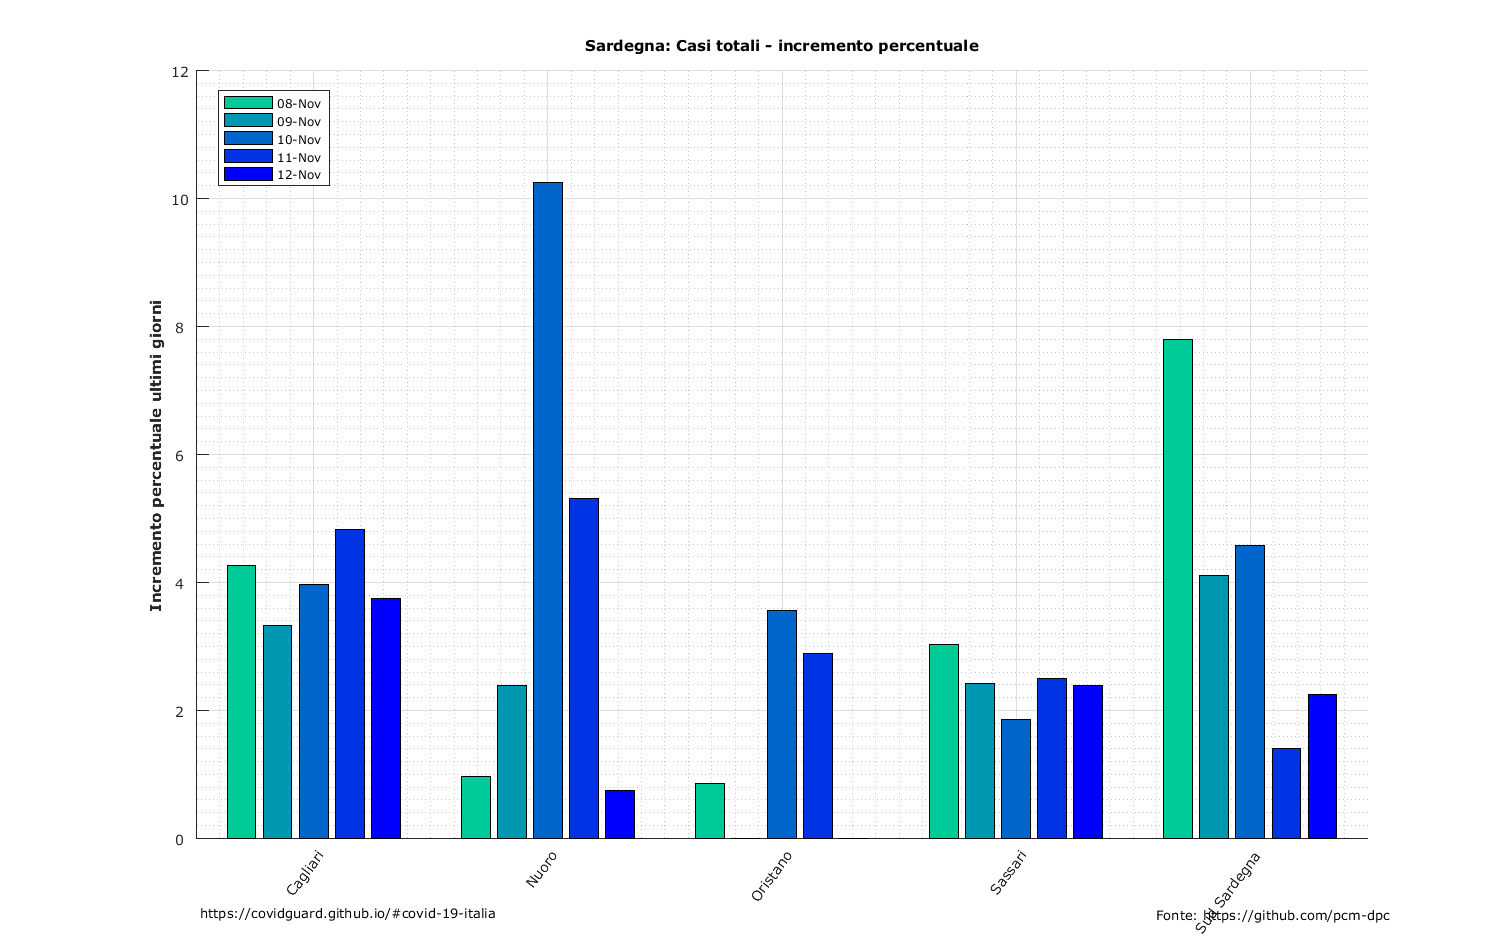 Sardegna: Casi totali - incremento percentuale
12
10
8
6
4
2
0
Incremento percentuale ultimi giorni
08-Nov
09-Nov
10-Nov
11-Nov
12-Nov
Cagliari
Nuoro
Oristano
Sassari
Sud Sardegna
https://covidguard.github.io/#covid-19-italia
Fonte: https://github.com/pcm-dpc